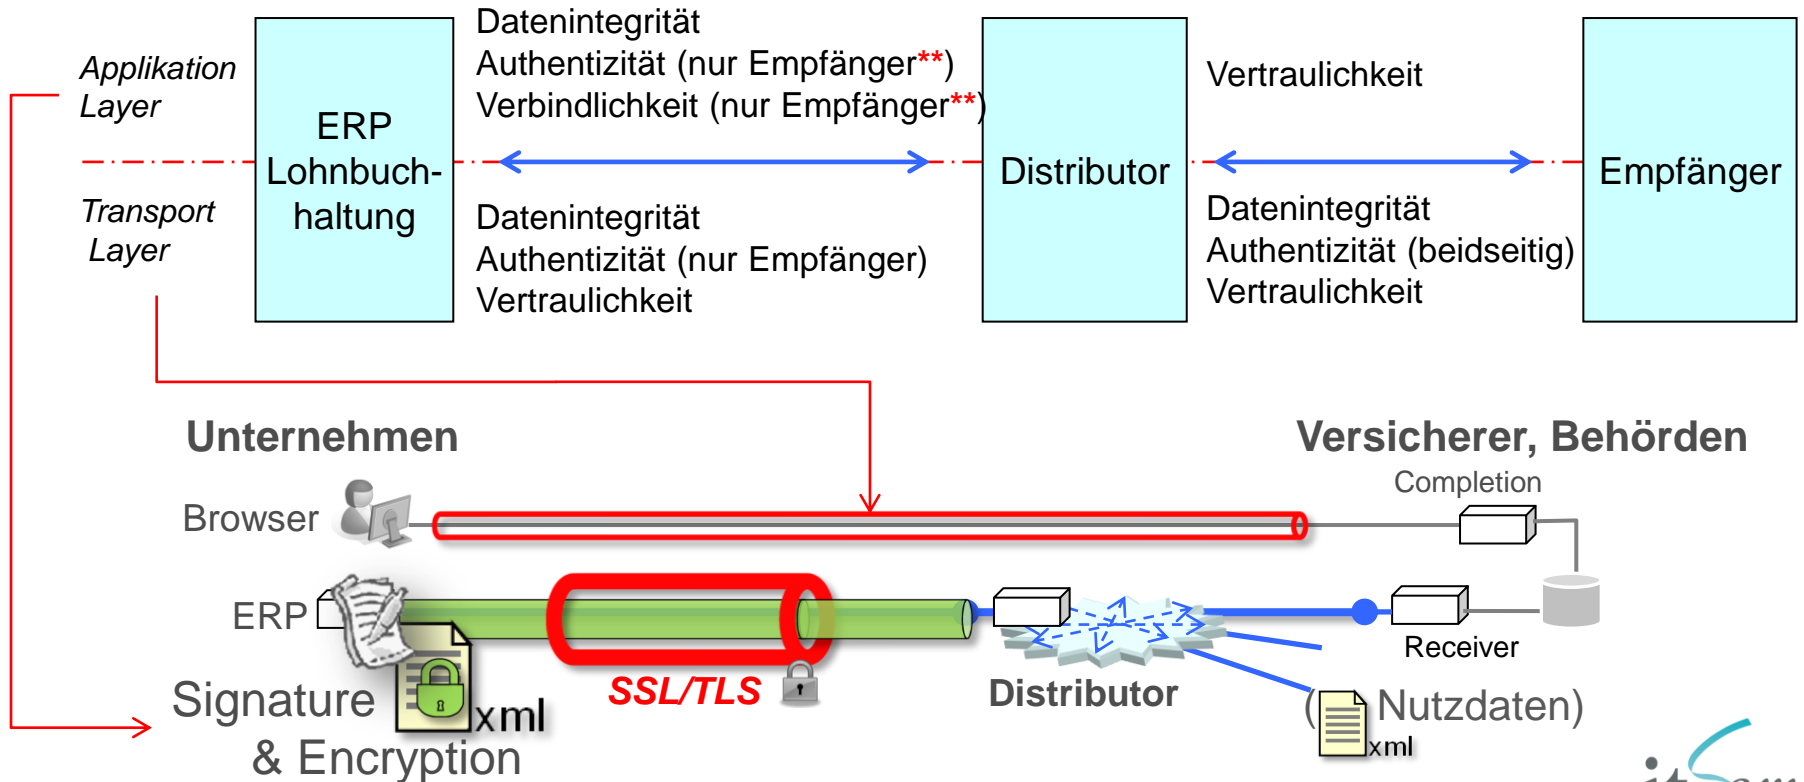 Applikation
Layer
ERP
Lohnbuch-
haltung
Datenintegrität
Authentizität (nur Empfänger**)
Verbindlichkeit (nur Empfänger**)
Distributor
Vertraulichkeit
Empfänger
Transport
Layer
Datenintegrität
Authentizität (nur Empfänger)
Vertraulichkeit
Datenintegrität
Authentizität (beidseitig)
Vertraulichkeit
Unternehmen
Versicherer, Behörden
Completion
Browser
ERP
Receiver
Signature
& Encryption
xml
SSL/TLS
Distributor
( Nutzdaten)
xml